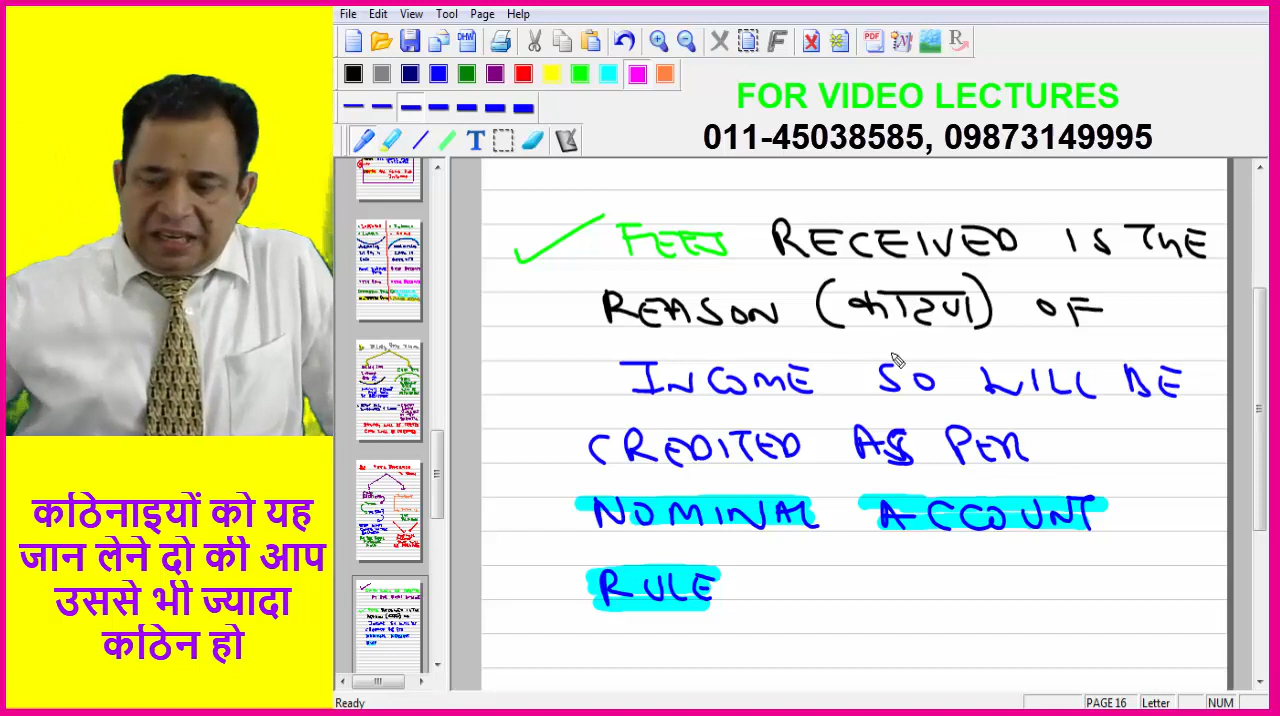 File Edit View Tool Page Help
FOR VIDEO LECTURES
011-45038585, 09873149995
FEES RECEIVED IS THE
REASON (कारण) OF
INCOME SO WILL BE
CREDITED AS PER
NOMINAL ACCOUNT
RULE
कठिनाइयों को यह
जान लेने दो की आप
उससे भी ज्यादा
कठिन हो
Ready PAGE 16 Letter NUM